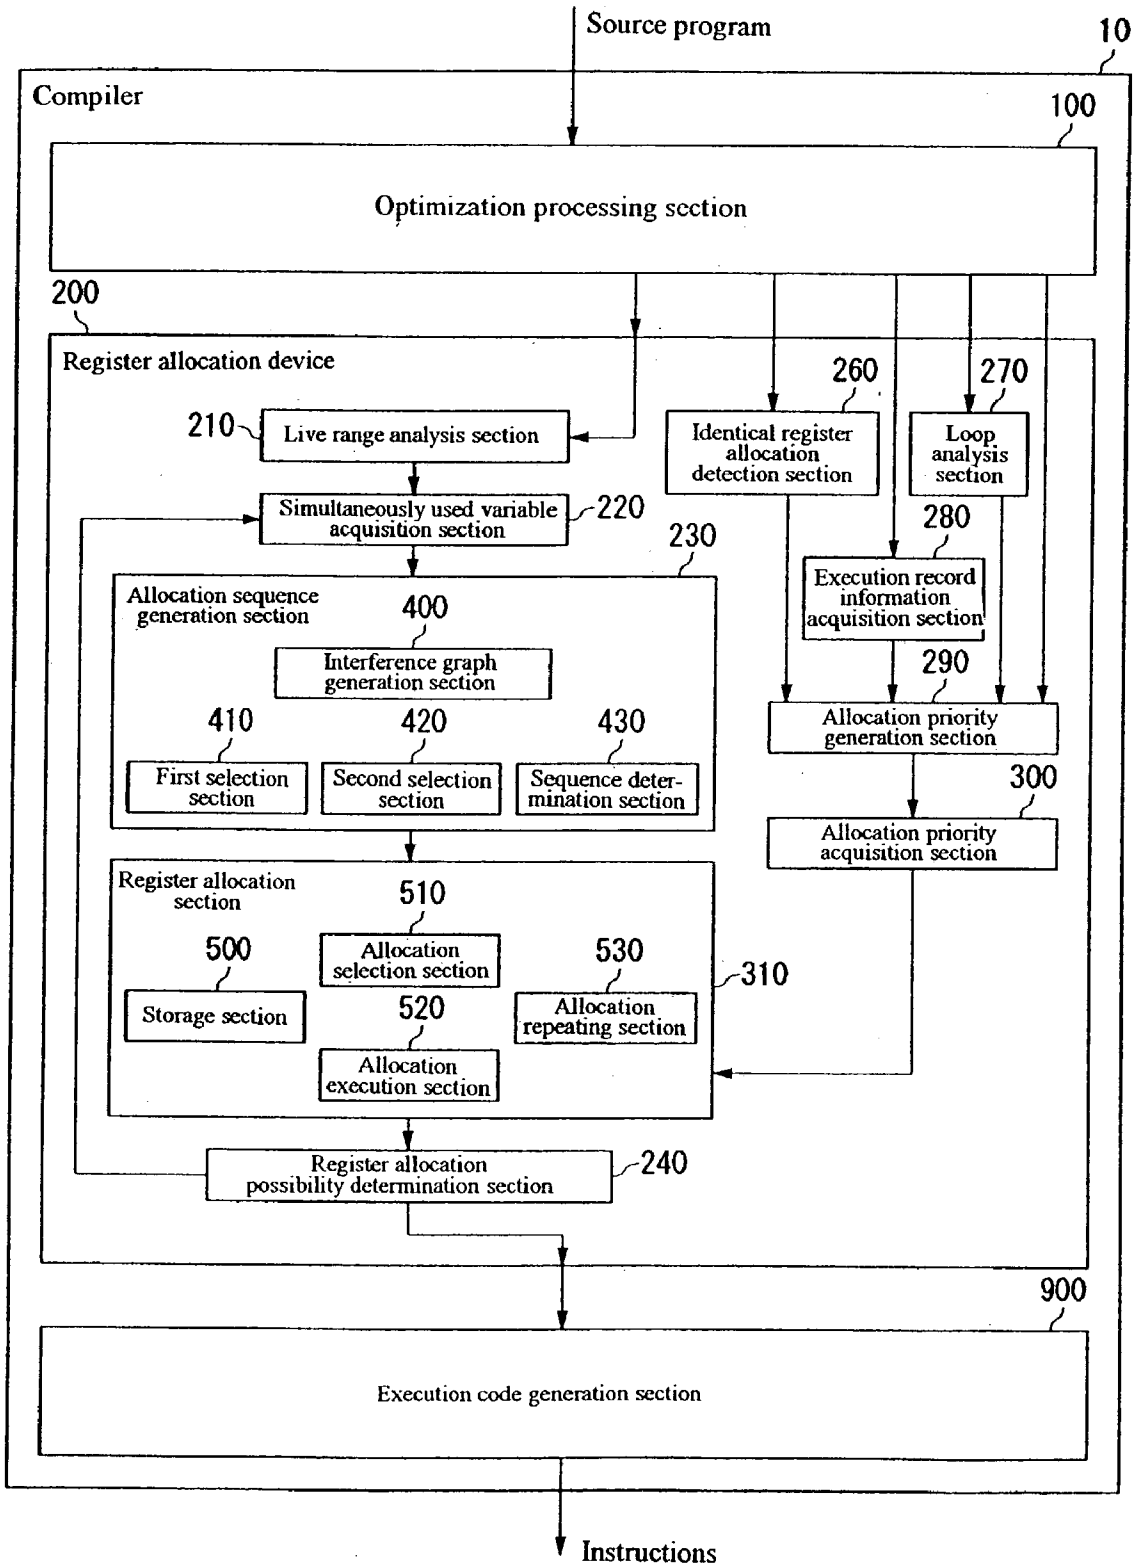 Source program
10
Compiler
100
Optimization processing section
200
Register allocation device
210
Live range analysis section
260
Identical register
allocation
detection section
270
Loop
analysis
section
Simultaneously used variable
acquisition section
220
280
Execution record
information
acquisition section
230
Allocation sequence
generation section
400
Interference graph
generation section
290
Allocation priority
generation section
410
First selection
section
420
Second selection
section
430
Sequence deter-
mination section
300
Allocation priority
acquisition section
Register allocation
section
510
Allocation
selection section
500
Storage section
530
Allocation
repeating section
310
520
Allocation
execution section
Register allocation
possibility determination section
240
900
Execution code generation section
Instructions